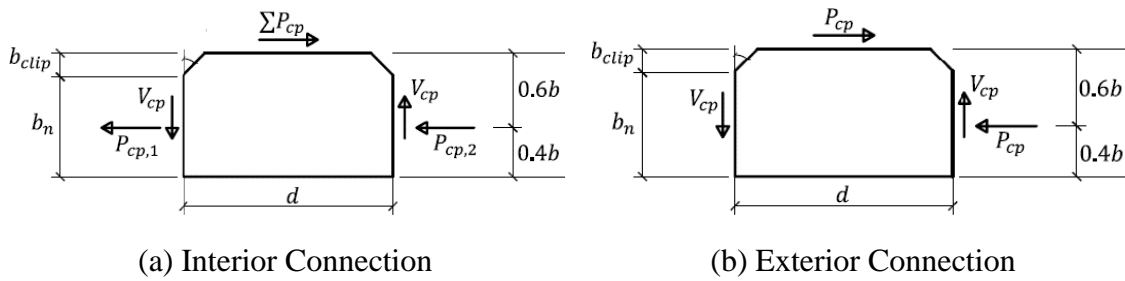 ∑P_cp
b_clip
V_cp
V_cp
0.6b
b_n
P_cp,1
P_cp,2
0.4b
d
(a) Interior Connection
P_cp
b_clip
V_cp
V_cp
0.6b
b_n
P_cp
0.4b
d
(b) Exterior Connection